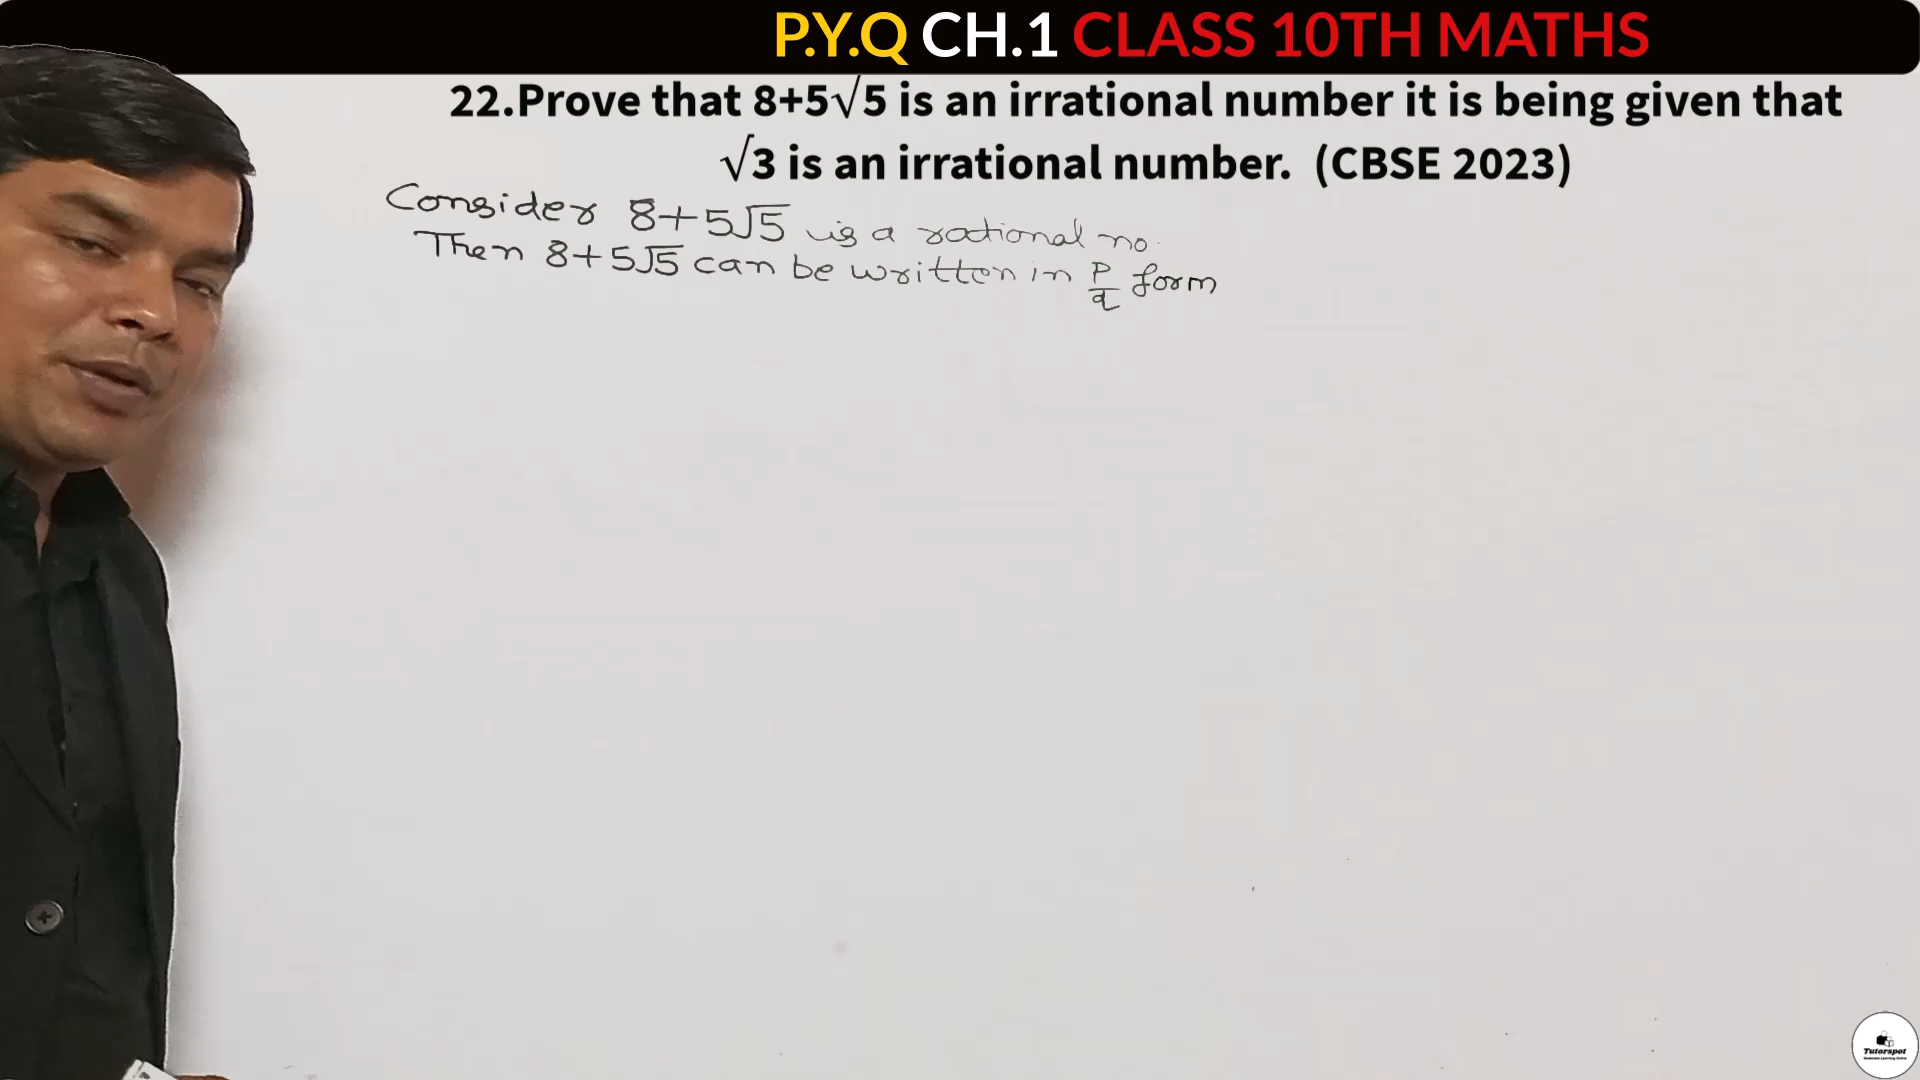 P.Y.Q CH.1 CLASS 10TH MATHS
22.Prove that 8+5√5 is an irrational number it is being given that
√3 is an irrational number. (CBSE 2023)
Consider 8+5√5 is a rational no.
Then 8+5√5 can be written in p/q form
Tutorspot